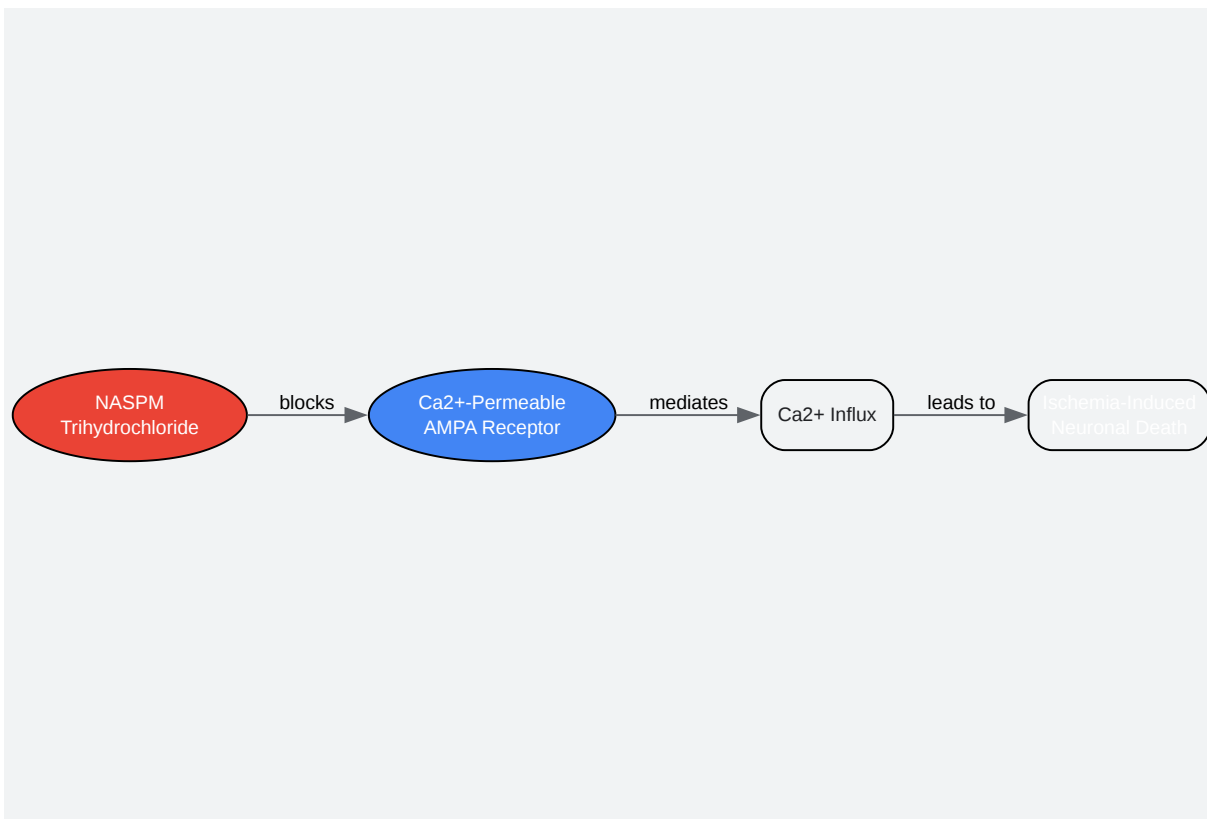 NASPM
Trihydrochloride
blocks
Ca2+-Permeable
AMPA Receptor
mediates
Ca2+ Influx
leads to
Ischemia-Induced
Neuronal Death